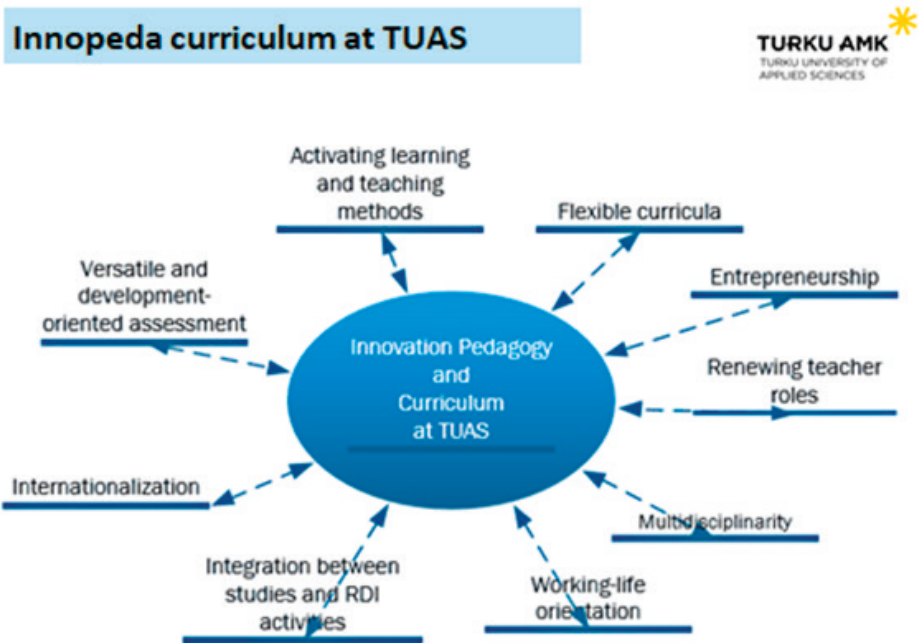 Innopeda curriculum at TUAS
TURKU AMK
TURKU UNIVERSITY OF
APPLIED SCIENCES
Activating learning
and teaching
methods
Flexible curricula
Versatile and
development-
oriented assessment
Entrepreneurship
Innovation Pedagogy
and
Curriculum
at TUAS
Renewing teacher
roles
Internationalization
Multidisciplinarity
Integration between
studies and RDI
activities
Working-life
orientation